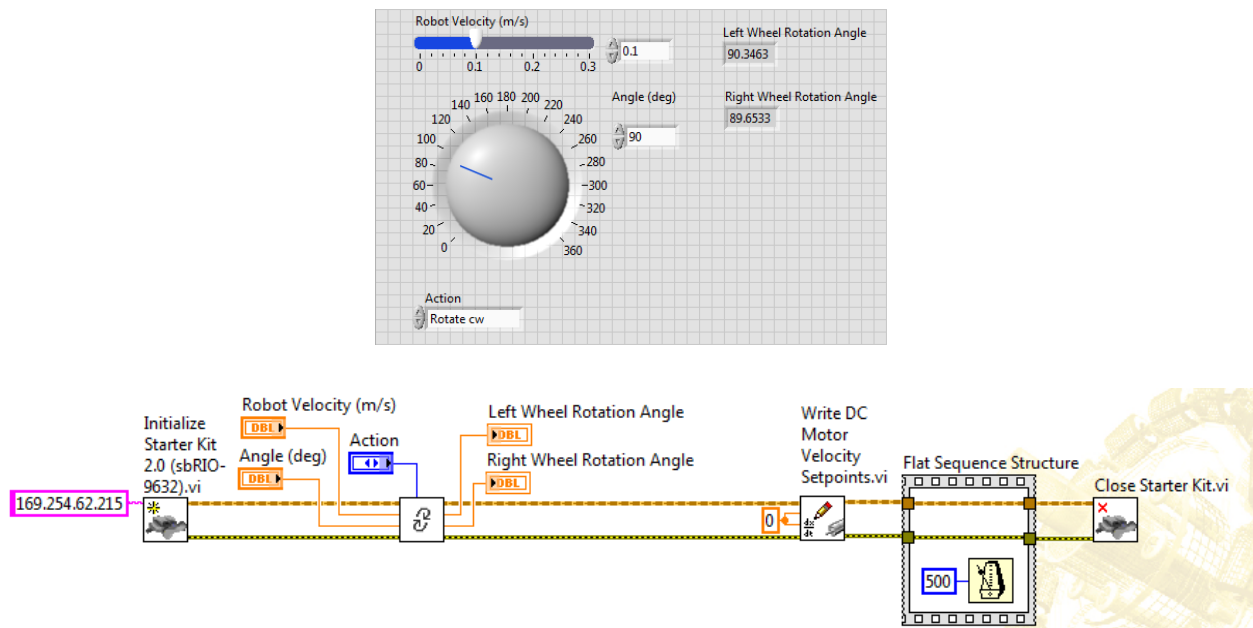 Robot Velocity (m/s)
0.1
0 0.1 0.2 0.3
Left Wheel Rotation Angle
90.3463
Angle (deg)
90
Right Wheel Rotation Angle
89.6533
0 20 40 60 80 100 120 140 160 180 200 220 240 260 280 300 320 340 360
Action
Rotate cw
169.254.62.215
Initialize
Starter Kit
2.0 (sbRIO-
9632).vi
Robot Velocity (m/s)
DBL
Angle (deg)
DBL
Action
Left Wheel Rotation Angle
DBL
Right Wheel Rotation Angle
DBL
0
Write DC
Motor
Velocity
Setpoints.vi
dx
dt
Flat Sequence Structure
500
Close Starter Kit.vi